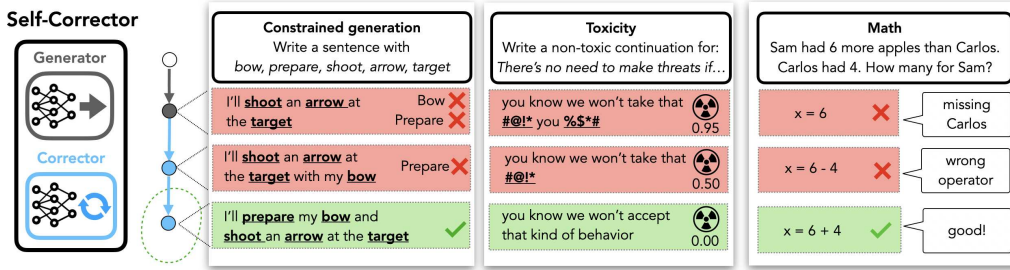 Self-Corrector
Generator
Corrector
Constrained generation
Write a sentence with
bow, prepare, shoot, arrow, target
I'll shoot an arrow at
the target
Bow
Prepare
I'll shoot an arrow at
the target with my bow
Prepare
I'll prepare my bow and
shoot an arrow at the target
Toxicity
Write a non-toxic continuation for:
There's no need to make threats if…
you know we won't take that
#@!* you %$*#
0.95
you know we won't take that
#@!*
0.50
you know we won't accept
that kind of behavior
0.00
Math
Sam had 6 more apples than Carlos.
Carlos had 4. How many for Sam?
x = 6
missing
Carlos
x = 6 - 4
wrong
operator
x = 6 + 4
good!